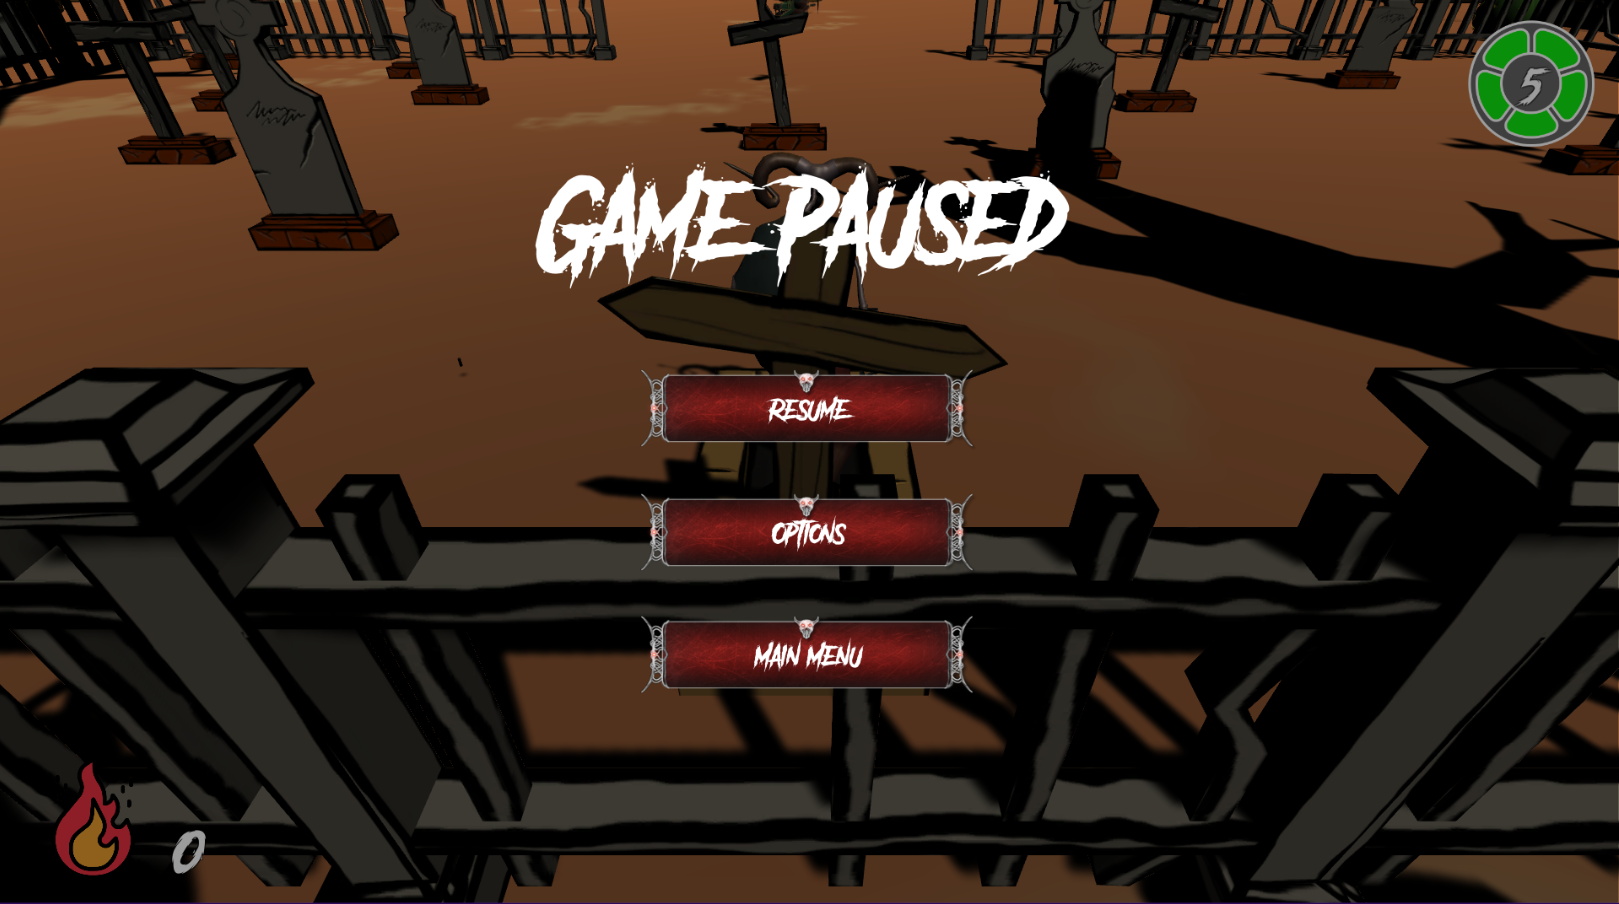 5
GAME PAUSED
RESUME
OPTIONS
MAIN MENU
0